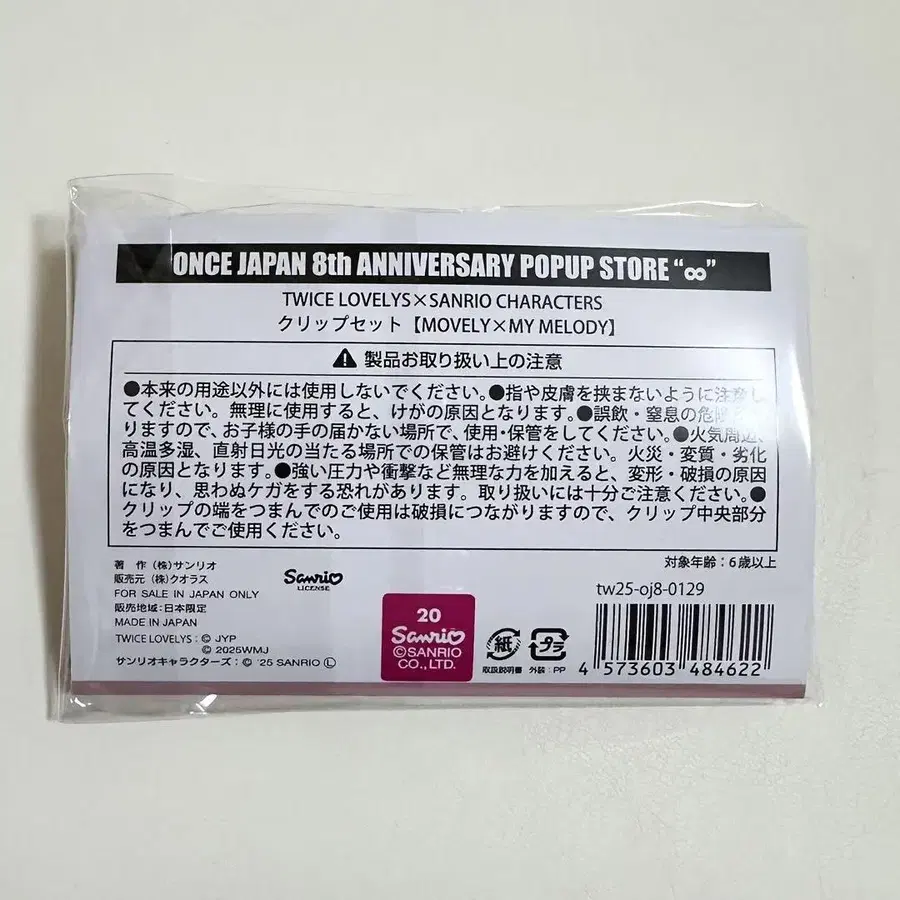 ONCE JAPAN 8th ANNIVERSARY POPUP STORE “∞”
TWICE LOVELYS×SANRIO CHARACTERS
クリップセット【MOVELY×MY MELODY】
製品お取り扱い上の注意
●本来の用途以外には使用しないでください。●指や皮膚を挟まないように注意し
てください。無理に使用すると、けがの原因となります。●誤飲・窒息の危険
りますので、お子様の手の届かない場所で、使用・保管をしてください。●火気周辺、
高温多湿、直射日光の当たる場所での保管はお避けください。火災・変質・劣化
の原因となります。●強い圧力や衝撃など無理な力を加えると、変形・破損の原因
になり、思わぬケガをする恐れがあります。取り扱いには十分ご注意ください。●
クリップの端をつまんでのご使用は破損につながりますので、クリップ中央部分
をつまんでご使用ください。
対象年齢：6歳以上
著 作（株）サンリオ
販売元（株）クオラス
FOR SALE IN JAPAN ONLY
販売地域：日本限定
MADE IN JAPAN
TWICE LOVELYS：© JYP
© 2025WMJ
サンリオキャラクターズ：© '25 SANRIO Ⓛ
Sanrio
LICENSE
20
Sanrio
©SANRIO
CO.,LTD.
紙
取扱説明書
プラ
外装：PP
tw25-oj8-0129
4 573603 484622